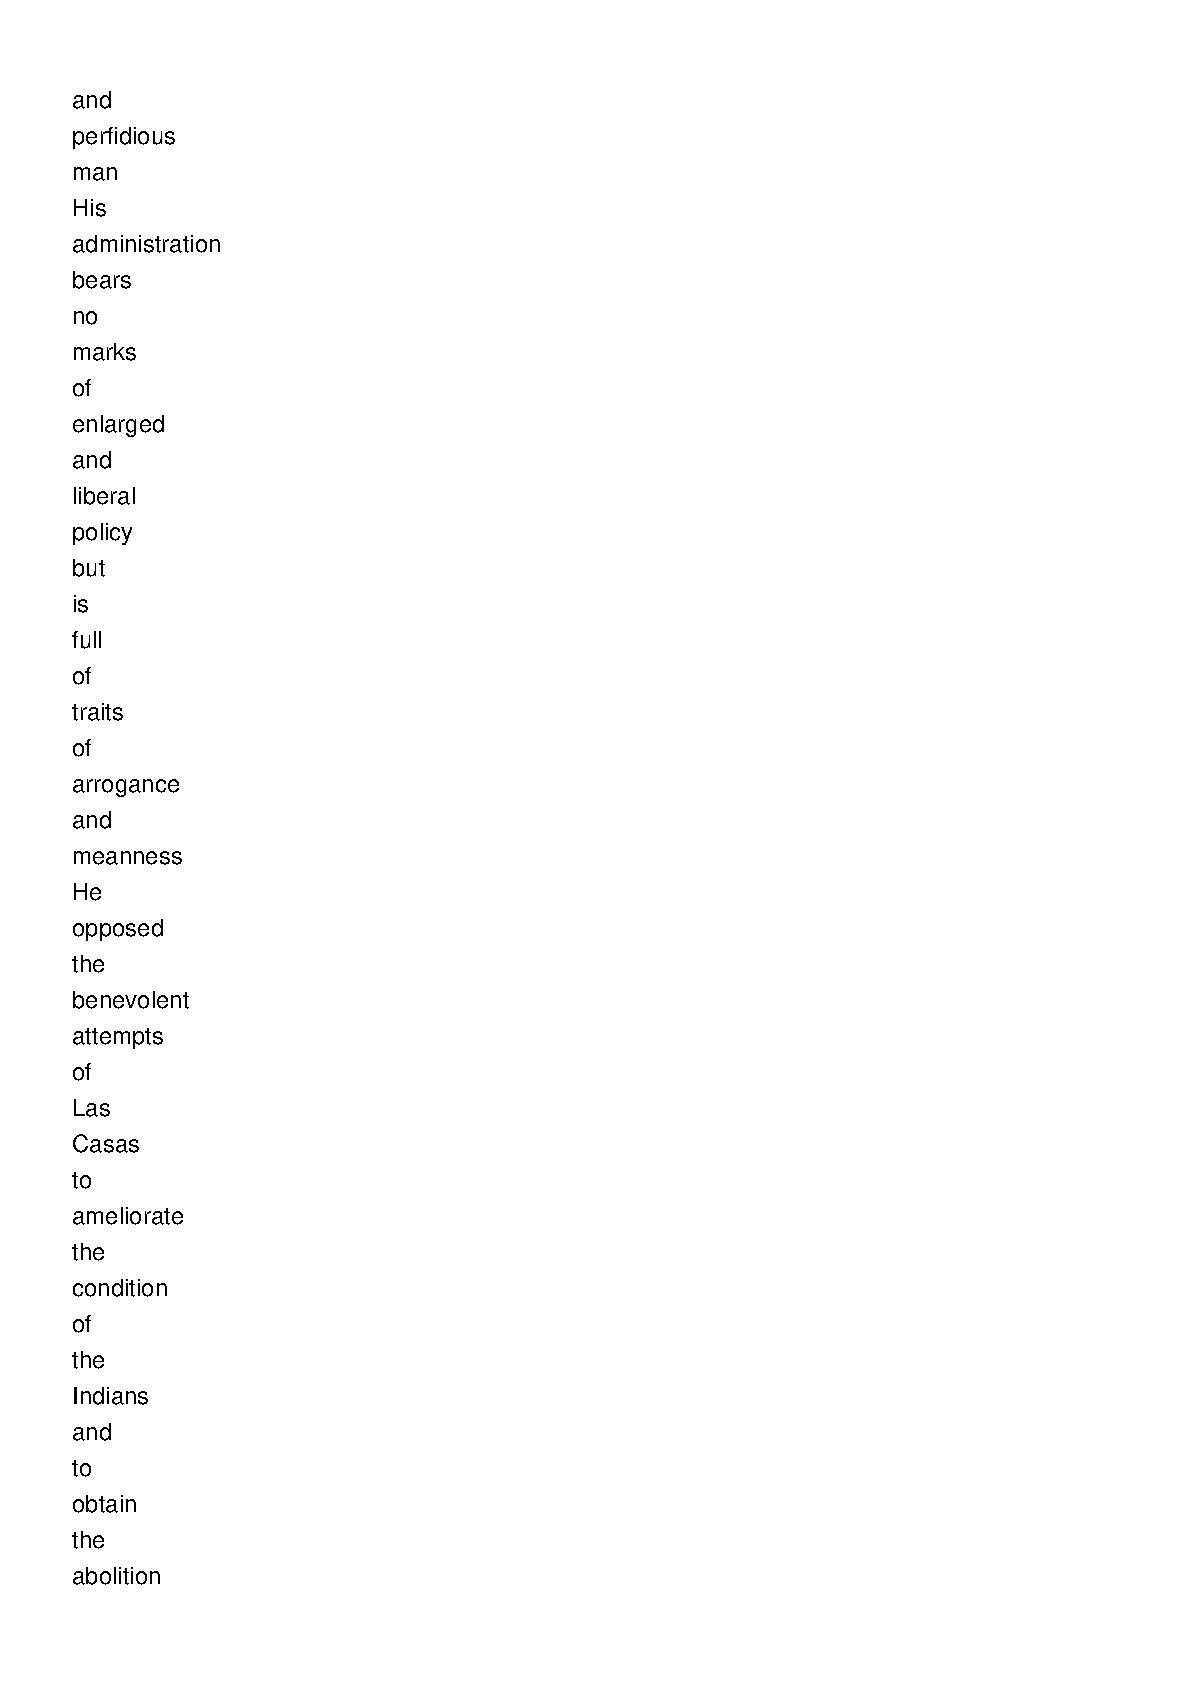 and
perfidious
man
His
administration
bears
no
marks
of
enlarged
and
liberal
policy
but
is
full
of
traits
of
arrogance
and
meanness
He
opposed
the
benevolent
attempts
of
Las
Casas
to
ameliorate
the
condition
of
the
Indians
and
to
obtain
the
abolition